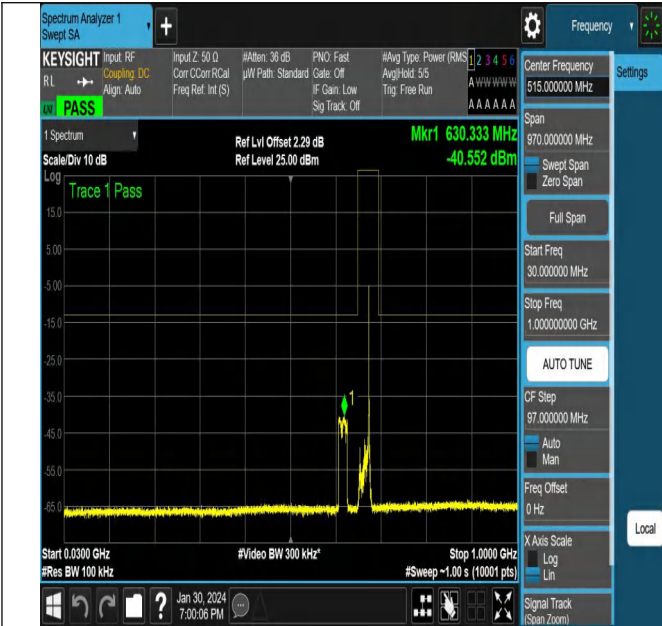 Spectrum Analyzer 1
Swept SA
Frequency
KEYSIGHT
RL
LXI
PASS
Input: RF
Coupling: DC
Align: Auto
Input Z: 50 Ω
Corr CCorr RCal
Freq Ref: Int (S)
#Atten: 36 dB
µW Path: Standard
PNO: Fast
Gate: Off
IF Gain: Low
Sig Track: Off
#Avg Type: Power (RMS
Avg|Hold: 5/5
Trig: Free Run
1 2 3 4 5 6
A W W W W W
A A A A A A
1 Spectrum
Scale/Div 10 dB
Ref Lvl Offset 2.29 dB
Ref Level 25.00 dBm
Mkr1 630.333 MHz
-40.552 dBm
Log
Trace 1 Pass
15.0
5.00
-5.00
-15.0
-25.0
-35.0
1
-45.0
-55.0
-65.0
Start 0.0300 GHz
#Res BW 100 kHz
#Video BW 300 kHz*
Stop 1.0000 GHz
#Sweep ~1.00 s (10001 pts)
Jan 30, 2024
7:00:06 PM
Center Frequency
515.000000 MHz
Settings
Span
970.000000 MHz
Swept Span
Zero Span
Full Span
Start Freq
30.000000 MHz
Stop Freq
1.000000000 GHz
AUTO TUNE
CF Step
97.000000 MHz
Auto
Man
Freq Offset
0 Hz
Local
X Axis Scale
Log
Lin
Signal Track
(Span Zoom)